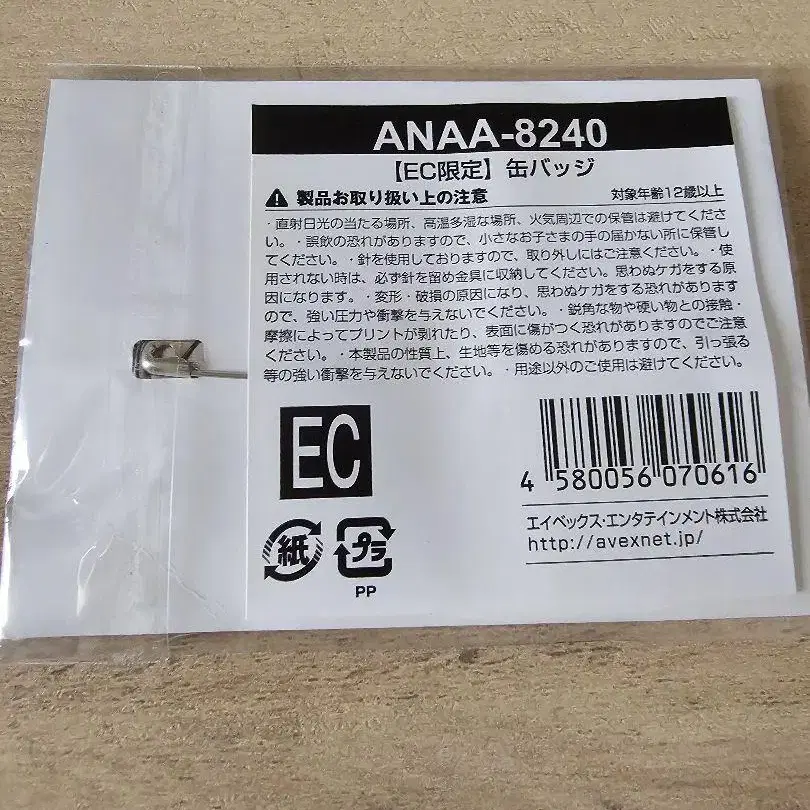 ANAA-8240
【EC限定】缶バッジ
製品お取り扱い上の注意 対象年齢12歳以上
・直射日光の当たる場所、高温多湿な場所、火気周辺での保管は避けてくださ
い。・誤飲の恐れがありますので、小さなお子さまの手の届かない所に保管し
てください。・針を使用しておりますので、取り外しにはご注意ください。・使
用されない時は、必ず針を留め金具に収納してください。思わぬケガをする原
因になります。・変形・破損の原因になり、思わぬケガをする恐れがあります
ので、強い圧力や衝撃を与えないでください。・鋭角な物や硬い物との接触・
摩擦によってプリントが剥れたり、表面に傷がつく恐れがありますのでご注意
ください。・本製品の性質上、生地等を傷める恐れがありますので、引っ張る
等の強い衝撃を与えないでください。・用途以外のご使用は避けてください。
EC
4 580056 070616
エイベックス・エンタテインメント株式会社
http://avexnet.jp/
紙 プラ
PP